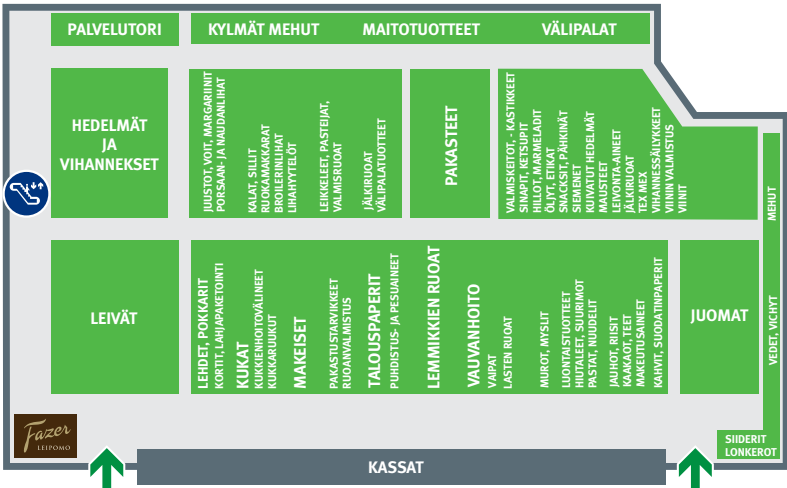 PALVELUTORI
KYLMÄT MEHUT
MAITOTUOTTEET
VÄLIPALAT
HEDELMÄT
JA
VIHANNEKSET
JUUSTOT, VOIT, MARGARIINIT
PORSAAN- JA NAUDANLIHAT
KALAT, SILLIT
RUOKAMAKKARAT
BROILERINLIHAT
LIHAHYYTELÖT
LEIKKELEET, PASTEIJAT,
VALMISRUOAT
JÄLKIRUOAT
VÄLIPALATUOTTEET
PAKASTEET
VALMISKEITOT, - KASTIKKEET
SINAPIT, KETSUPIT
HILLOT, MARMELADIT
ÖLJYT, ETIKAT
SNACKSIT, PÄHKINÄT
SIEMENET
KUIVATUT HEDELMÄT
MAUSTEET
LEIVONTA-AINEET
JÄLKIRUOAT
TEX MEX
VIHANNESSÄILYKKEET
VIININ VALMISTUS
VIINIT
MEHUT
LEIVÄT
LEHDET, POKKARIT
KORTIT, LAHJAPAKETOINTI
KUKAT
KUKKIENHOITOVÄLINEET
KUKKARUUKUT
MAKEISET
PAKASTUSTARVIKKEET
RUOANVALMISTUS
TALOUSPAPERIT
PUHDISTUS- JA PESUAINEET
LEMMIKKIEN RUOAT
VAUVANHOITO
VAIPAT
LASTEN RUOAT
MUROT, MYSLIT
LUONTAISTUOTTEET
HIUTALEET, SUURIMOT
PASTAT, NUUDELIT
JAUHOT, RIISIT
KAAKAOT, TEET
MAKEUTUSAINEET
KAHVIT, SUODATINPAPERIT
JUOMAT
VEDET, VICHYT
Fazer
LEIPOMO
SIIDERIT
LONKEROT
KASSAT